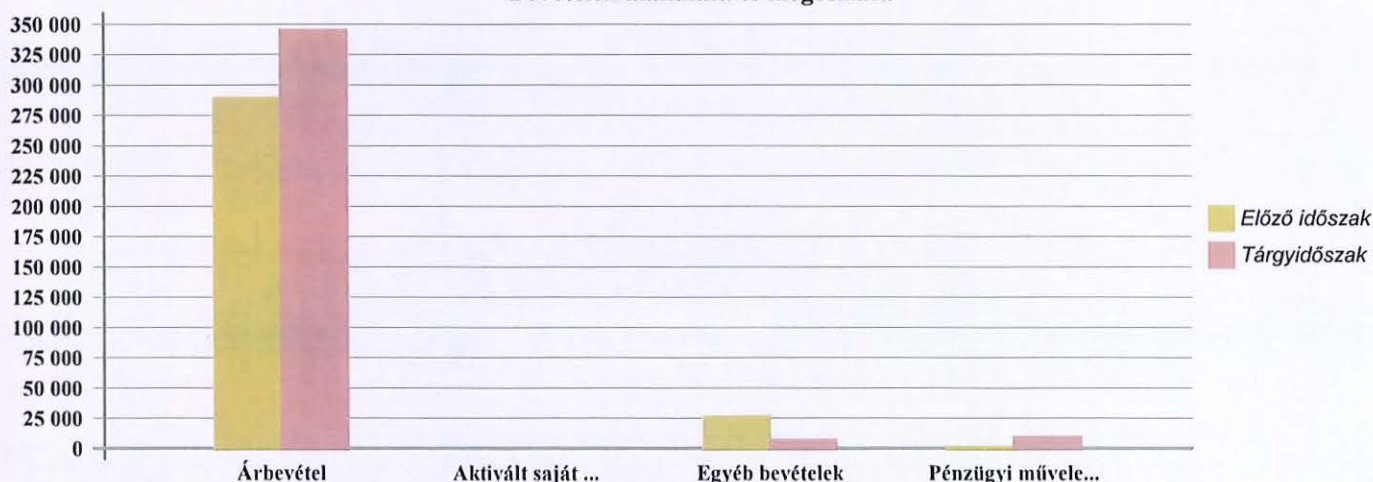 350 000
325 000
300 000
275 000
250 000
225 000
200 000
175 000
150 000
125 000
100 000
75 000
50 000
25 000
0
Árbevétel
Aktivált saját ...
Egyéb bevételek
Pénzügyi művele...
Előző időszak
Tárgyidőszak